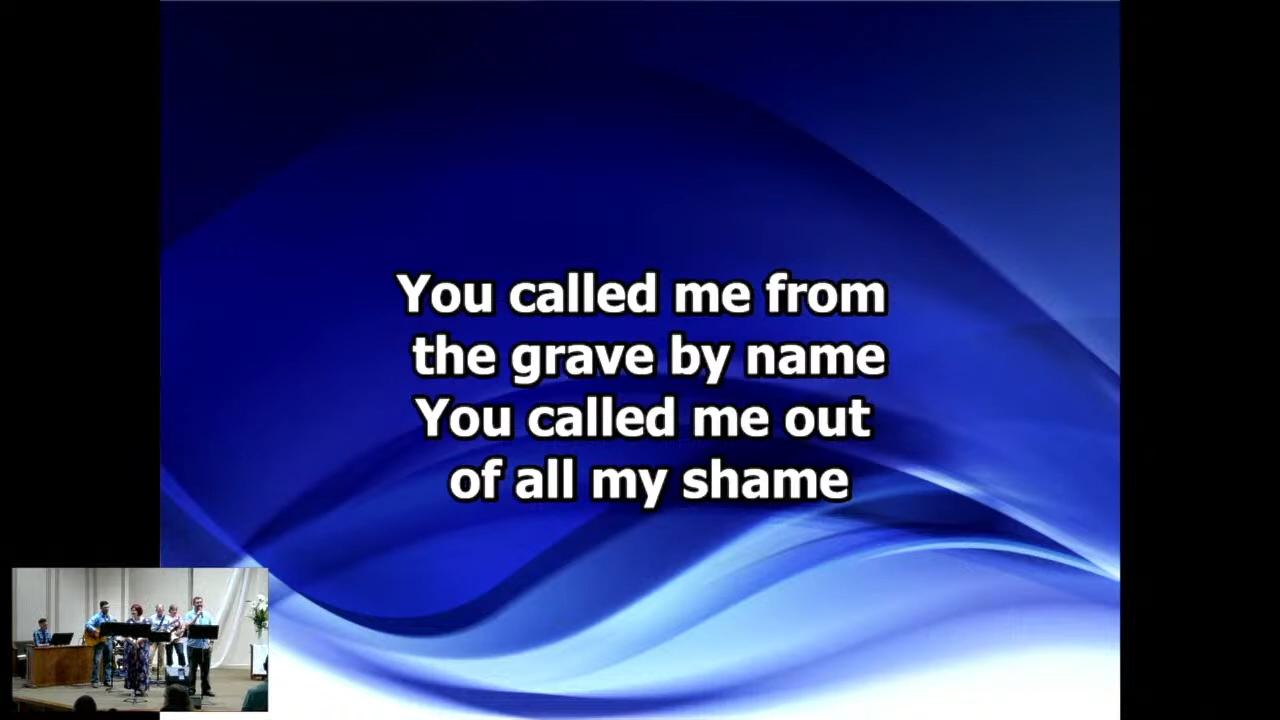 You called me from
the grave by name
You called me out
of all my shame